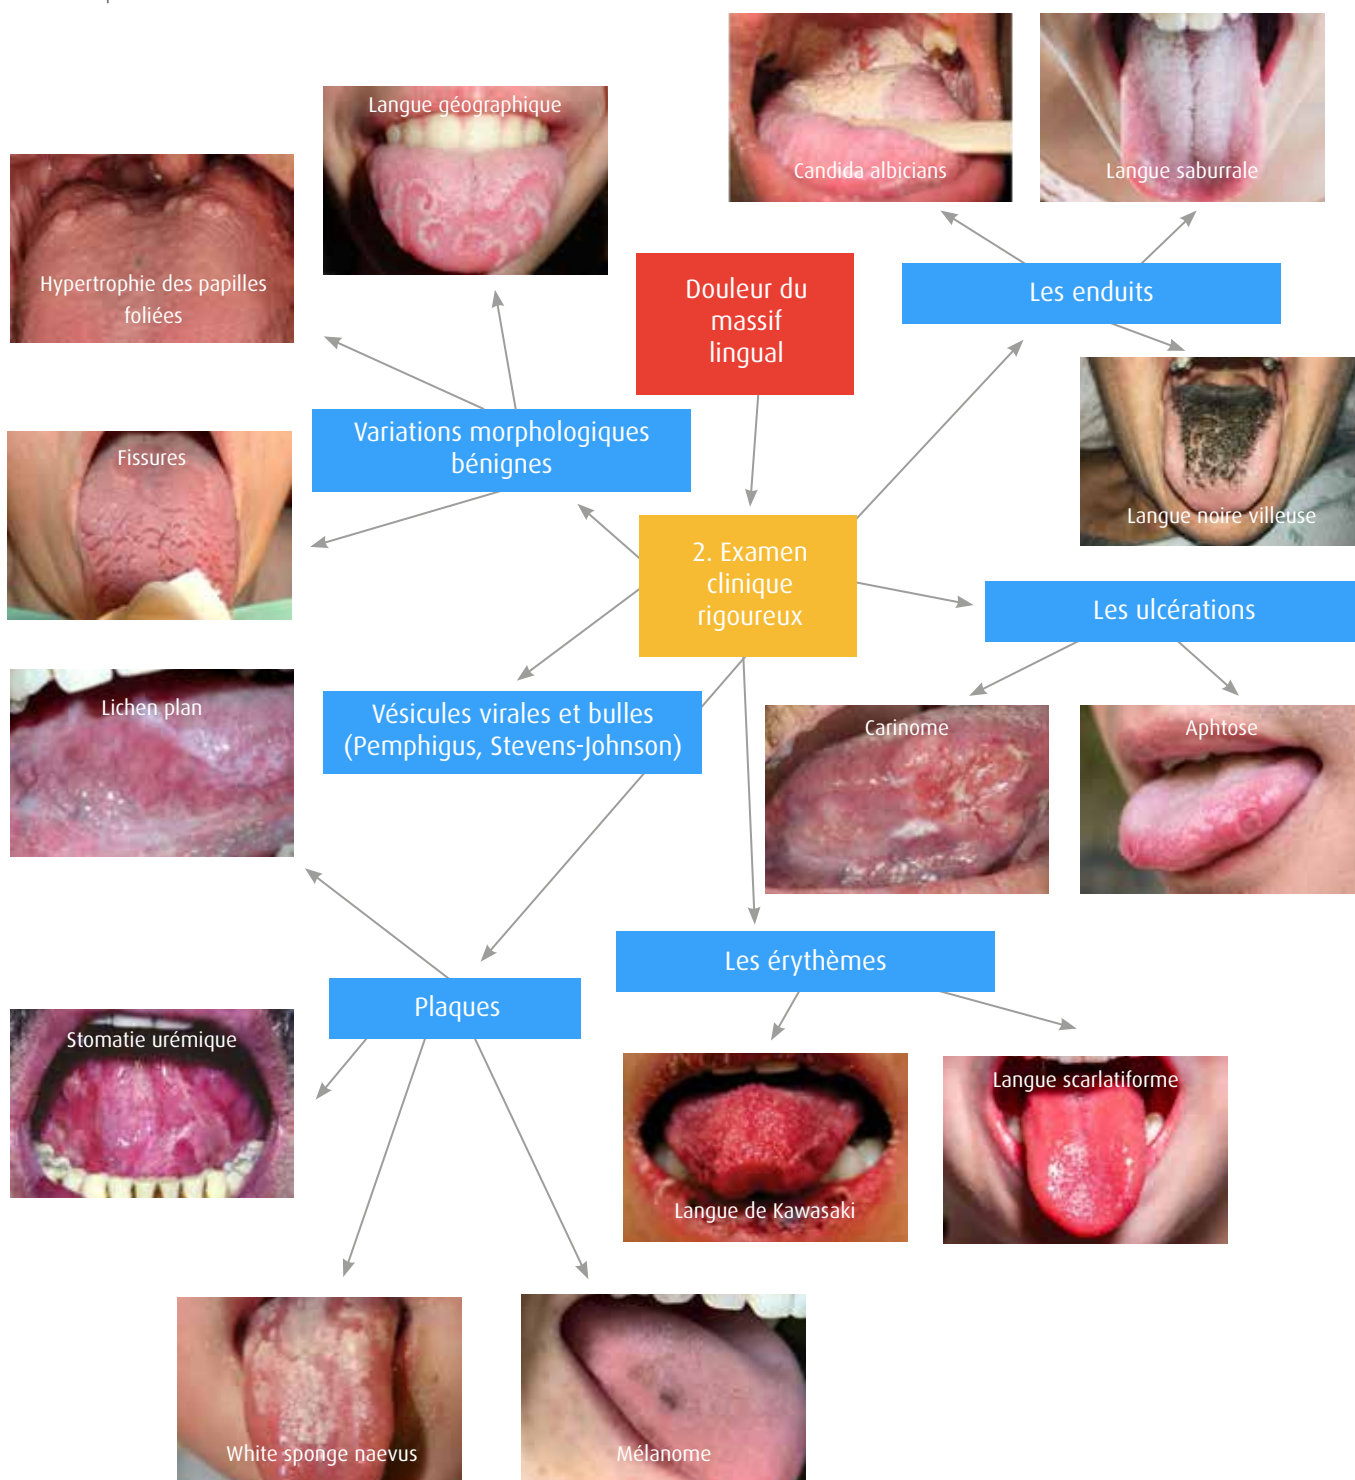 Langue géographique
Candida albicians
Langue saburrale
Hypertrophie des papilles
foliées
Douleur du
massif
lingual
Les enduits
Variations morphologiques
bénignes
Fissures
Langue noire villeuse
2. Examen
clinique
rigoureux
Les ulcérations
Lichen plan
Vésicules virales et bulles
(Pemphigus, Stevens-Johnson)
Carinome
Aphtose
Les érythèmes
Plaques
Stomatie urémique
Langue de Kawasaki
Langue scarlatiforme
White sponge naevus
Mélanome